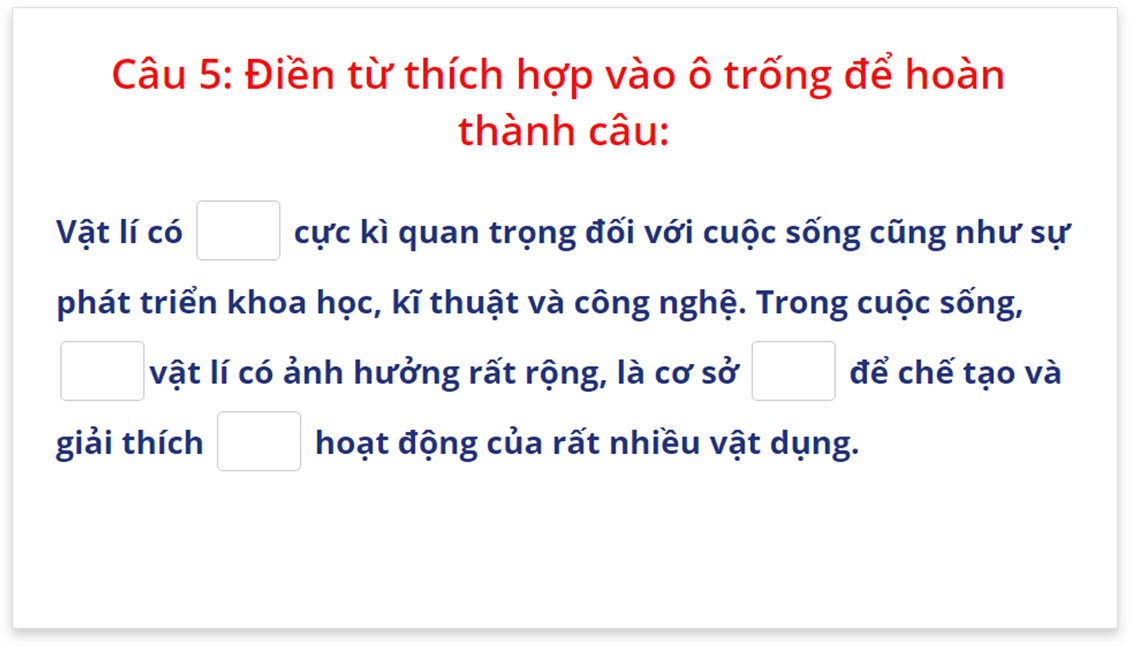 Câu 5: Điền từ thích hợp vào ô trống để hoàn
thành câu:
Vật lí có cực kì quan trọng đối với cuộc sống cũng như sự
phát triển khoa học, kĩ thuật và công nghệ. Trong cuộc sống,
vật lí có ảnh hưởng rất rộng, là cơ sở để chế tạo và
giải thích hoạt động của rất nhiều vật dụng.